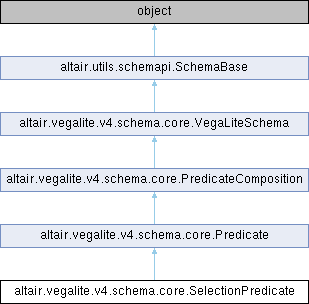 object
altair.utils.schemapi.SchemaBase
altair.vegalite.v4.schema.core.VegaLiteSchema
altair.vegalite.v4.schema.core.PredicateComposition
altair.vegalite.v4.schema.core.Predicate
altair.vegalite.v4.schema.core.SelectionPredicate